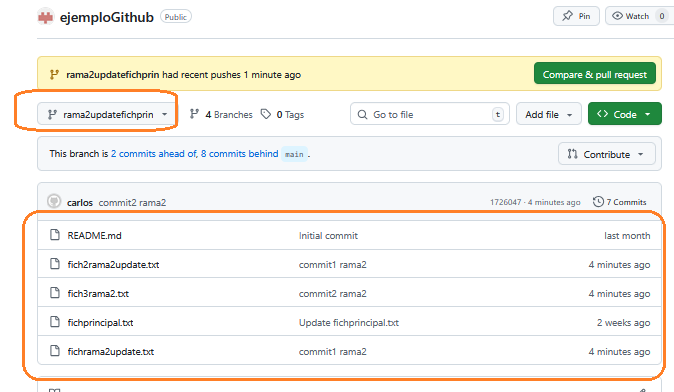 ejemploGithub Public Pin Watch 0
rama2updatefichprin had recent pushes 1 minute ago Compare & pull request
rama2updatefichprin 4 Branches 0 Tags Go to file t Add file <> Code
This branch is 2 commits ahead of, 8 commits behind main . Contribute
carlos commit2 rama2 1726047 · 4 minutes ago 7 Commits
README.md Initial commit last month
fich2rama2update.txt commit1 rama2 4 minutes ago
fich3rama2.txt commit2 rama2 4 minutes ago
fichprincipal.txt Update fichprincipal.txt 2 weeks ago
fichrama2update.txt commit1 rama2 4 minutes ago